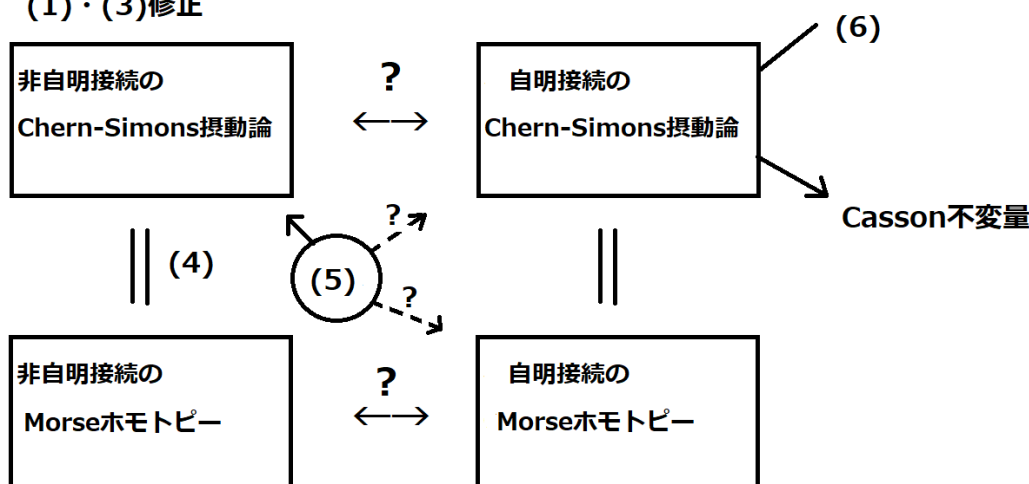 (1)・(3)修正
(6)
非自明接続の
Chern-Simons摂動論
?
自明接続の
Chern-Simons摂動論
Casson不変量
(4)
(5)
?
?
非自明接続の
Morseホモトピー
?
自明接続の
Morseホモトピー